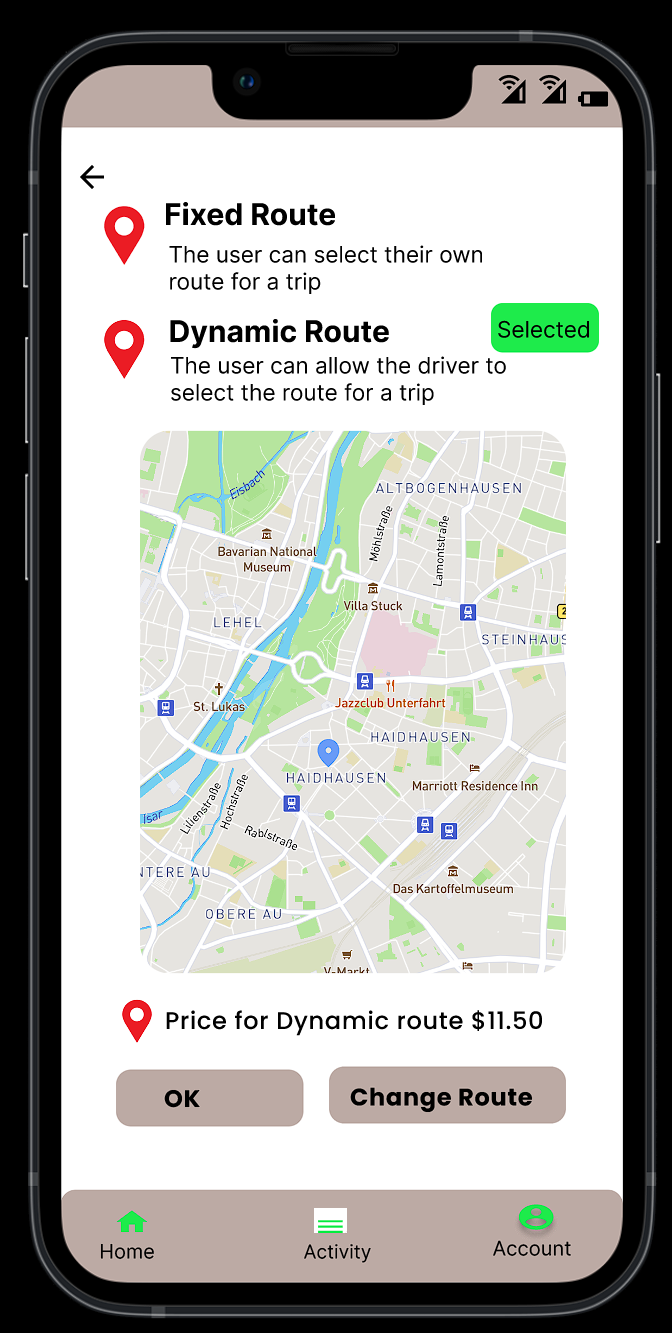 Fixed Route
The user can select their own
route for a trip
Dynamic Route
Selected
The user can allow the driver to
select the route for a trip
Eisbach
ALTBOGENHAUSEN
Möhlstraße
Lamontstraße
Bavarian National
Museum
Villa Stuck
2
LEHEL
STEINHAUS
St. Lukas
Jazzclub Unterfahrt
HAIDHAUSEN
HAIDHAUSEN
Marriott Residence Inn
Isar
Lilienstraße
Hochstraße
Rablstraße
NTERE AU
Das Kartoffelmuseum
OBERE AU
V-Markt
Price for Dynamic route $11.50
OK
Change Route
Home
Activity
Account